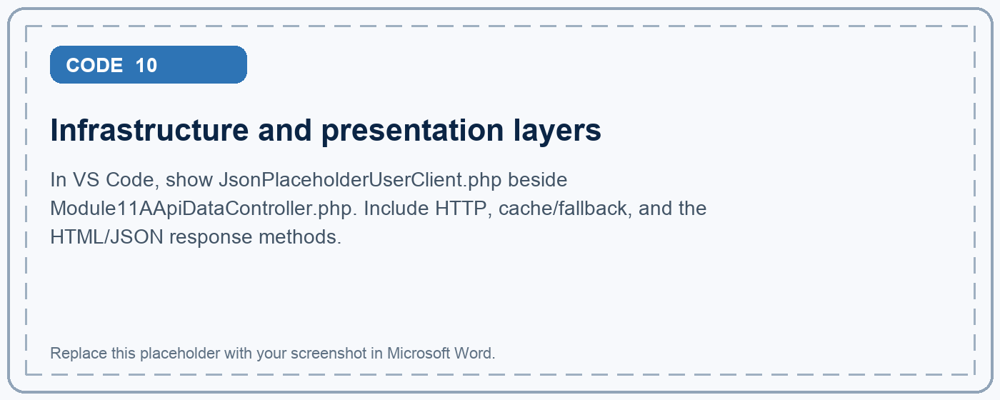 CODE 10
Infrastructure and presentation layers
In VS Code, show JsonPlaceholderUserClient.php beside
Module11AApiDataController.php. Include HTTP, cache/fallback, and the
HTML/JSON response methods.
Replace this placeholder with your screenshot in Microsoft Word.